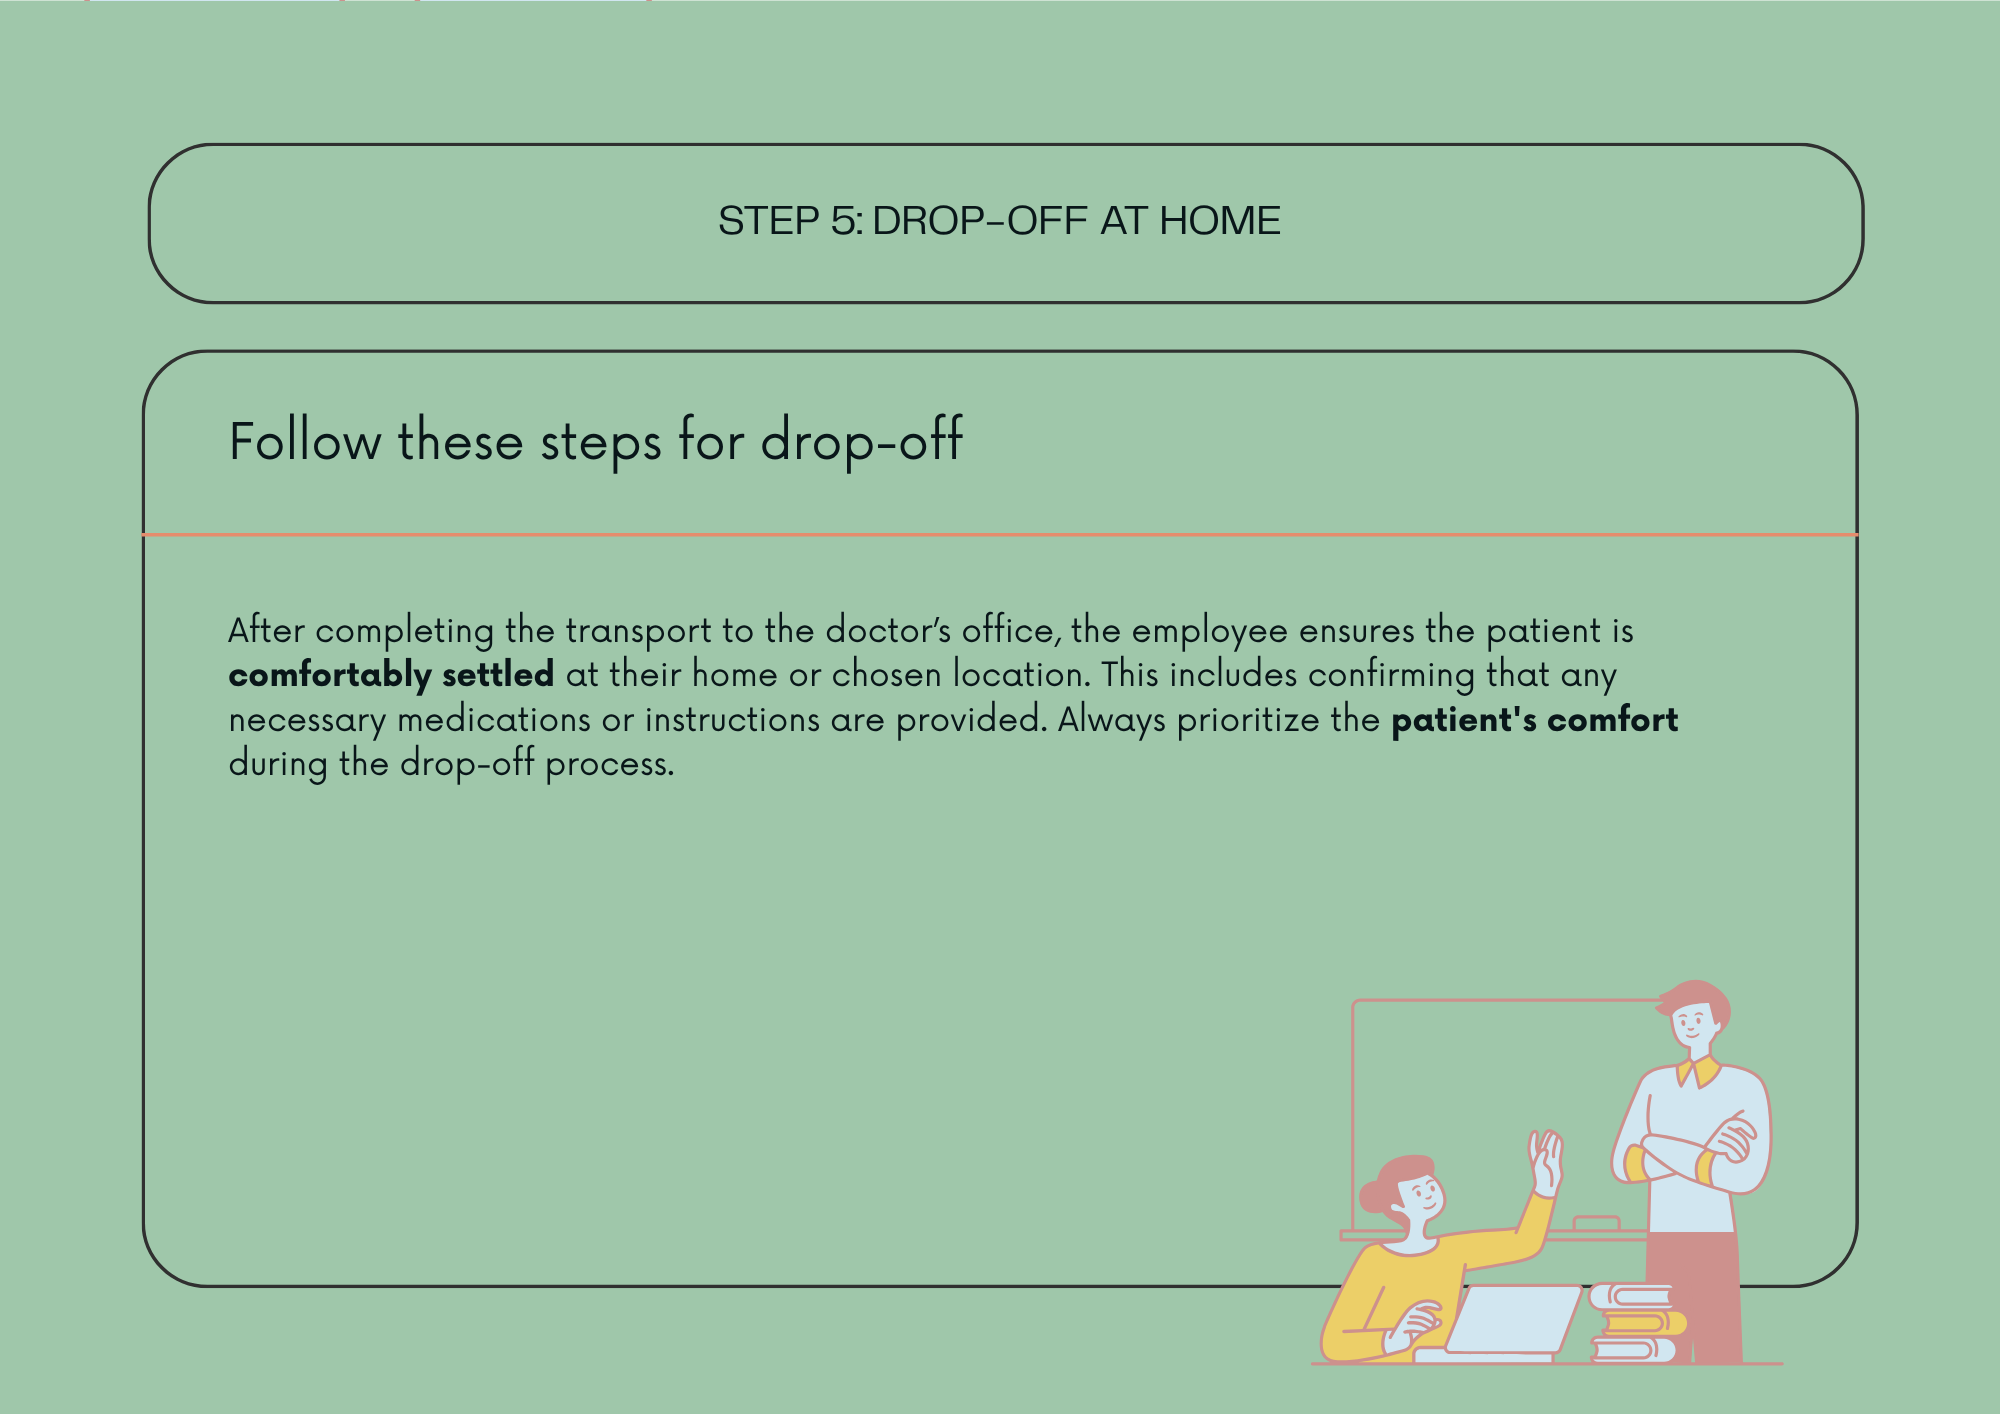 STEP 5: DROP-OFF AT HOME
Follow these steps for drop-off
After completing the transport to the doctor’s office, the employee ensures the patient is
comfortably settled at their home or chosen location. This includes confirming that any
necessary medications or instructions are provided. Always prioritize the patient's comfort
during the drop-off process.